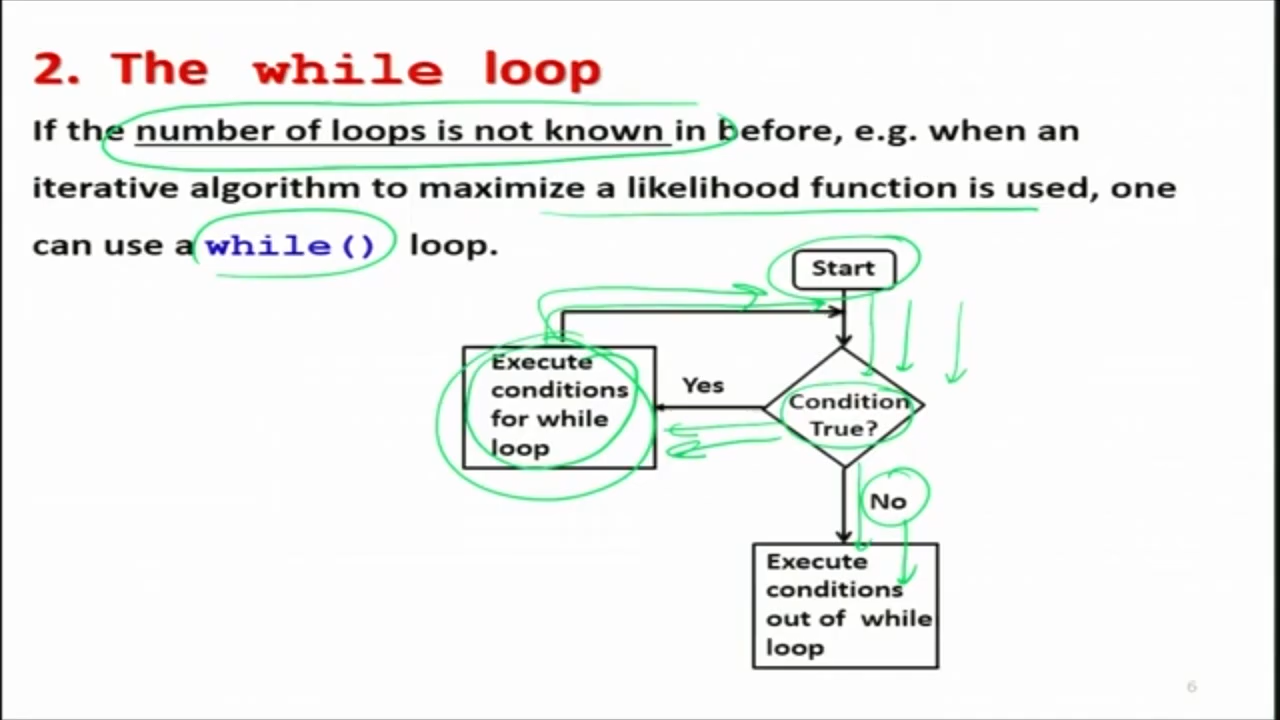 2. The while loop
If the number of loops is not known in before, e.g. when an
iterative algorithm to maximize a likelihood function is used, one
can use a while() loop.
Start
Execute
conditions
for while
loop
Yes
Condition
True?
No
Execute
conditions
out of while
loop
6